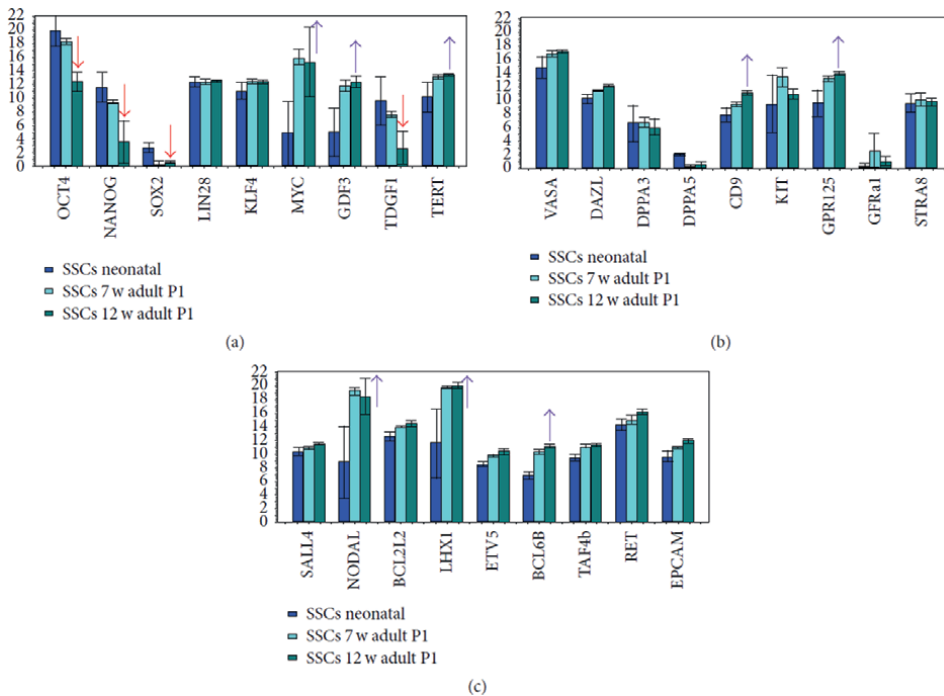 22
20
18
16
14
12
10
8
6
4
2
0
OCT4
NANOG
SOX2
LIN28
KLF4
MYC
GDF3
TDGF1
TERT
SSCs neonatal
SSCs 7 w adult P1
SSCs 12 w adult P1
(a)
22
20
18
16
14
12
10
8
6
4
2
0
VASA
DAZL
DPPA3
DPPA5
CD9
KIT
GPR125
GFRa1
STRA8
SSCs neonatal
SSCs 7 w adult P1
SSCs 12 w adult P1
(b)
22
20
18
16
14
12
10
8
6
4
2
0
SALL4
NODAL
BCL2L2
LHX1
ETV5
BCL6B
TAF4b
RET
EPCAM
SSCs neonatal
SSCs 7 w adult P1
SSCs 12 w adult P1
(c)